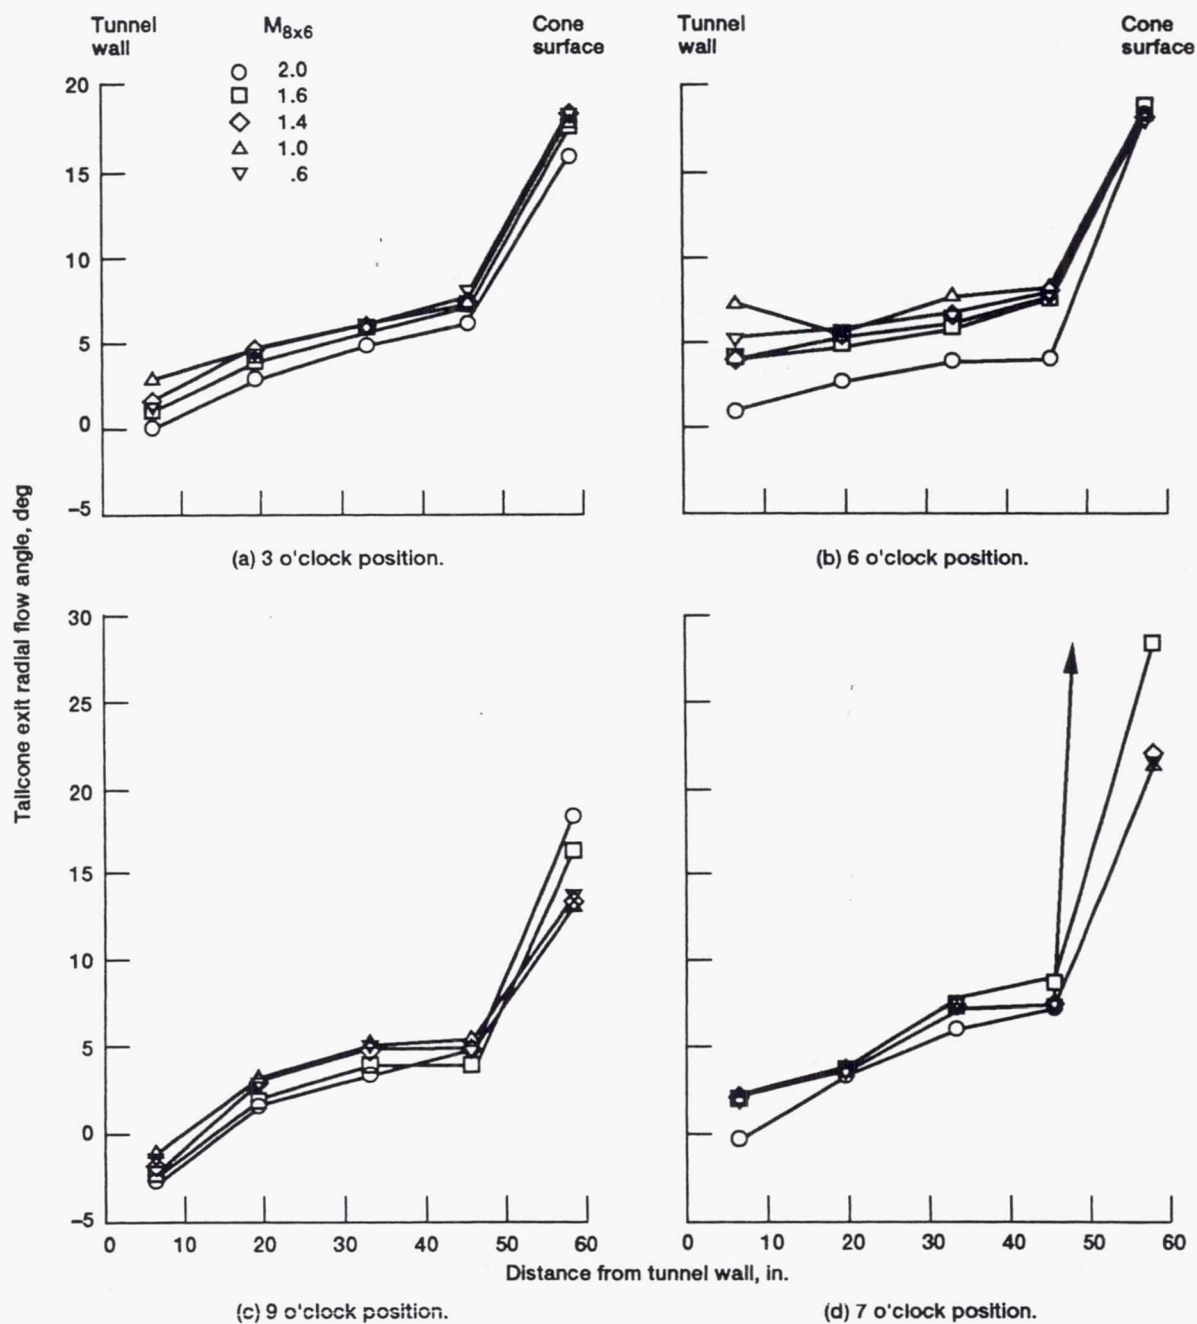 Tunnel wall
M8x6
Cone surface
2.0
1.6
1.4
1.0
.6
20
15
10
5
0
–5
(a) 3 o'clock position.
Tunnel wall
Cone surface
(b) 6 o'clock position.
Tailcone exit radial flow angle, deg
30
25
20
15
10
5
0
–5
0 10 20 30 40 50 60
0 10 20 30 40 50 60
Distance from tunnel wall, in.
(c) 9 o'clock position.
(d) 7 o'clock position.